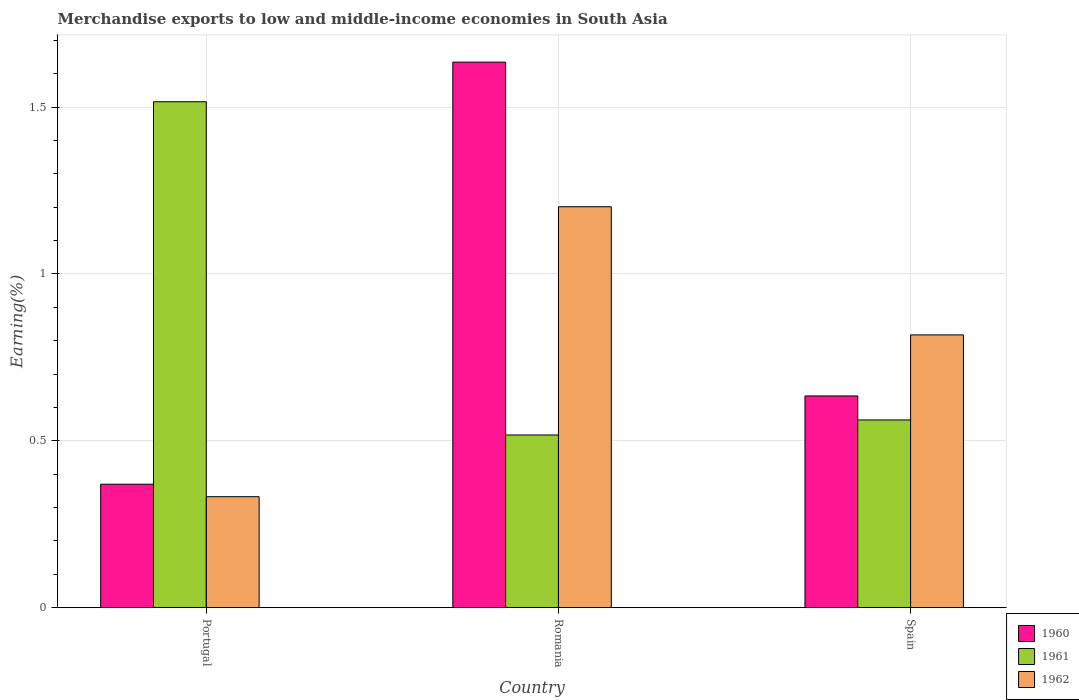 Merchandise exports to low and middle-income economies in South Asia
Earning(%)
1.5
1
0.5
0
Portugal
Romania
Spain
Country
1960
1961
1962